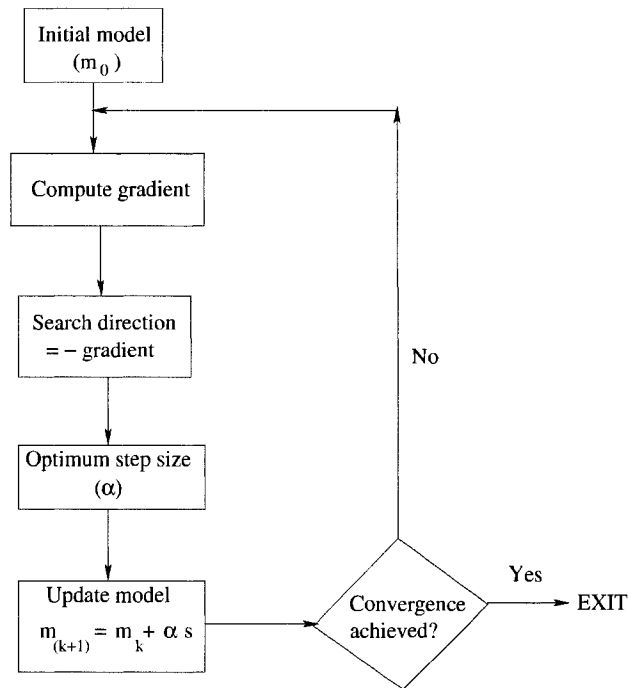 Initial model
(m₀)
Compute gradient
Search direction
= − gradient
Optimum step size
(α)
Update model
m₍ₖ₊₁₎ = mₖ + α s
Convergence
achieved?
No
Yes
EXIT